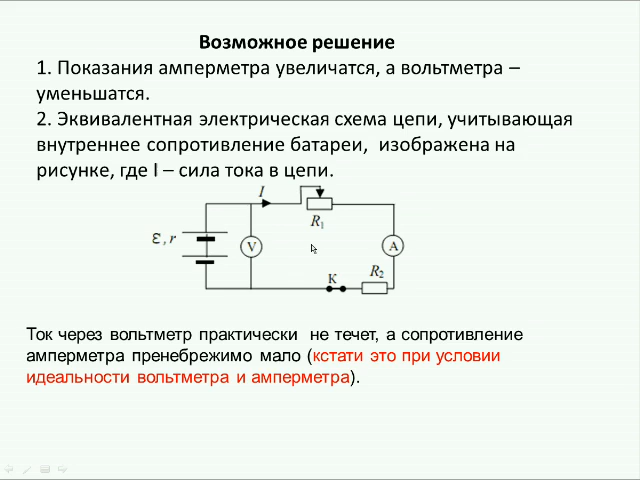 Возможное решение
1. Показания амперметра увеличатся, а вольтметра –
уменьшатся.
2. Эквивалентная электрическая схема цепи, учитывающая
внутреннее сопротивление батареи,  изображена на
рисунке, где I – сила тока в цепи.
I
R1
Ɛ, r
V
A
К
R2
Ток через вольтметр практически  не течет, а сопротивление
амперметра пренебрежимо мало (кстати это при условии
идеальности вольтметра и амперметра).